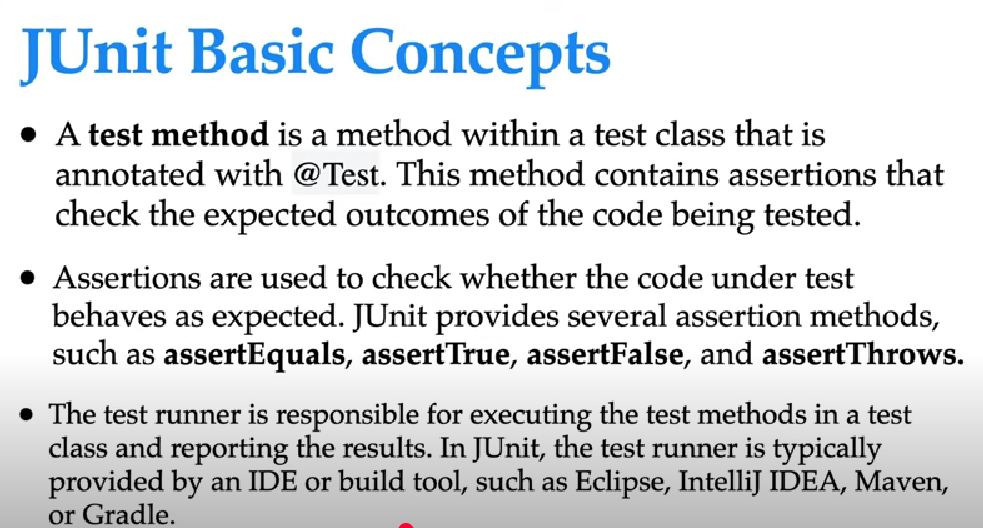 JUnit Basic Concepts
• A test method is a method within a test class that is
annotated with @Test. This method contains assertions that
check the expected outcomes of the code being tested.
• Assertions are used to check whether the code under test
behaves as expected. JUnit provides several assertion methods,
such as assertEquals, assertTrue, assertFalse, and assertThrows.
• The test runner is responsible for executing the test methods in a test
class and reporting the results. In JUnit, the test runner is typically
provided by an IDE or build tool, such as Eclipse, IntelliJ IDEA, Maven,
or Gradle.